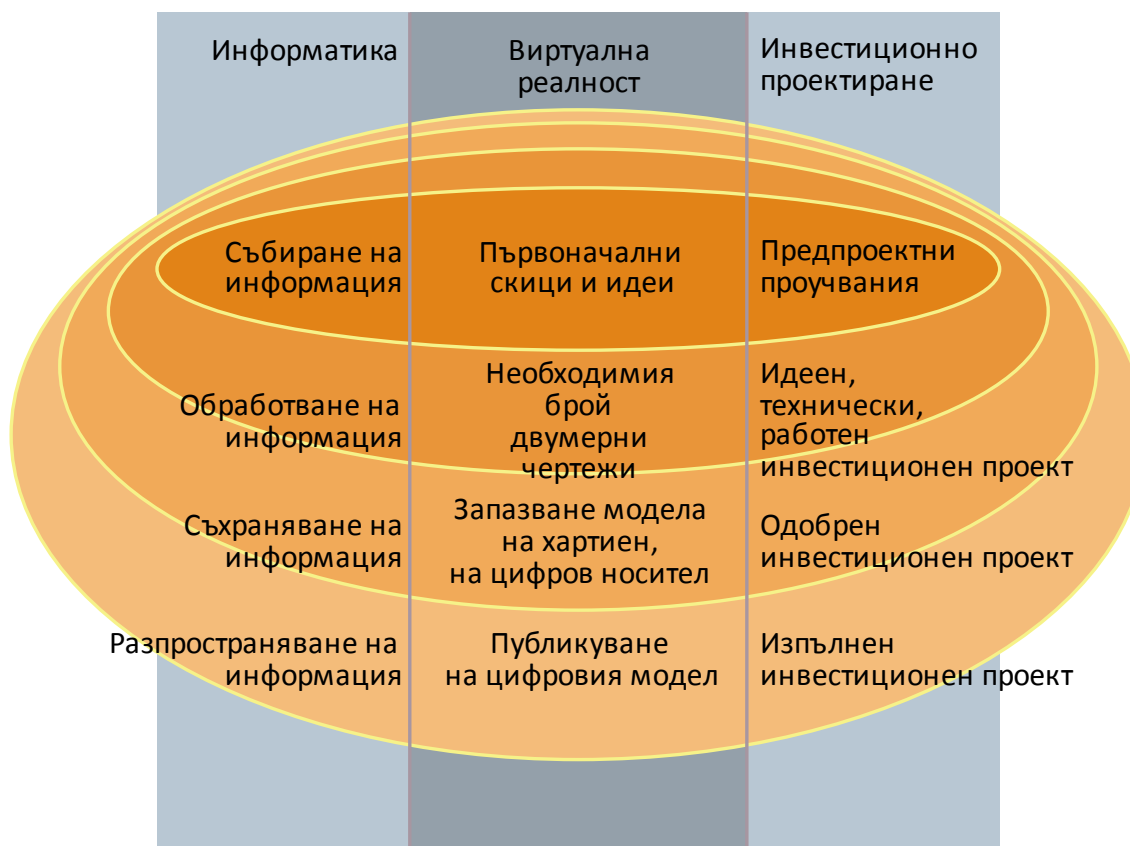 Информатика
Виртуална
реалност
Инвестиционно
проектиране
Събиране на
информация
Първоначални
скици и идеи
Предпроектни
проучвания
Обработване на
информация
Необходимия
брой
двумерни
чертежи
Идеен,
технически,
работен
инвестиционен проект
Съхраняване на
информация
Запазване модела
на хартиен,
на цифров носител
Одобрен
инвестиционен проект
Разпространяване на
информация
Публикуване
на цифровия модел
Изпълнен
инвестиционен проект